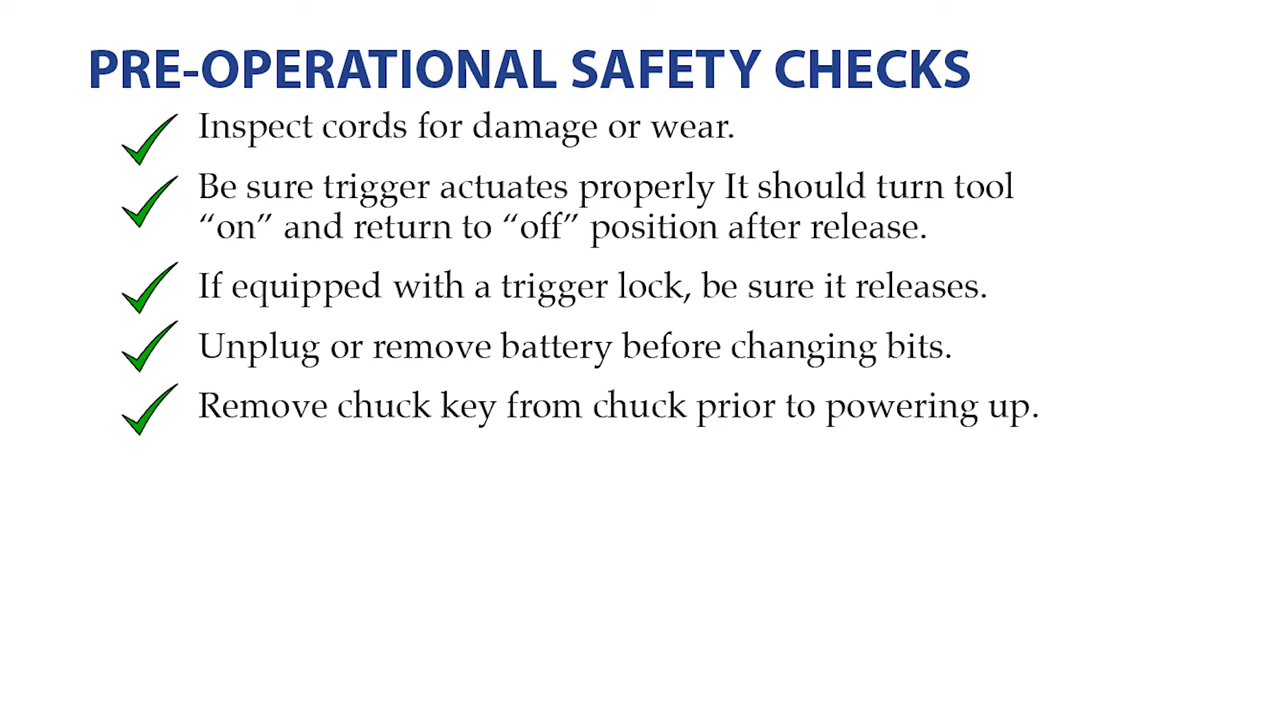 PRE-OPERATIONAL SAFETY CHECKS
Inspect cords for damage or wear.
Be sure trigger actuates properly It should turn tool
“on” and return to “off” position after release.
If equipped with a trigger lock, be sure it releases.
Unplug or remove battery before changing bits.
Remove chuck key from chuck prior to powering up.